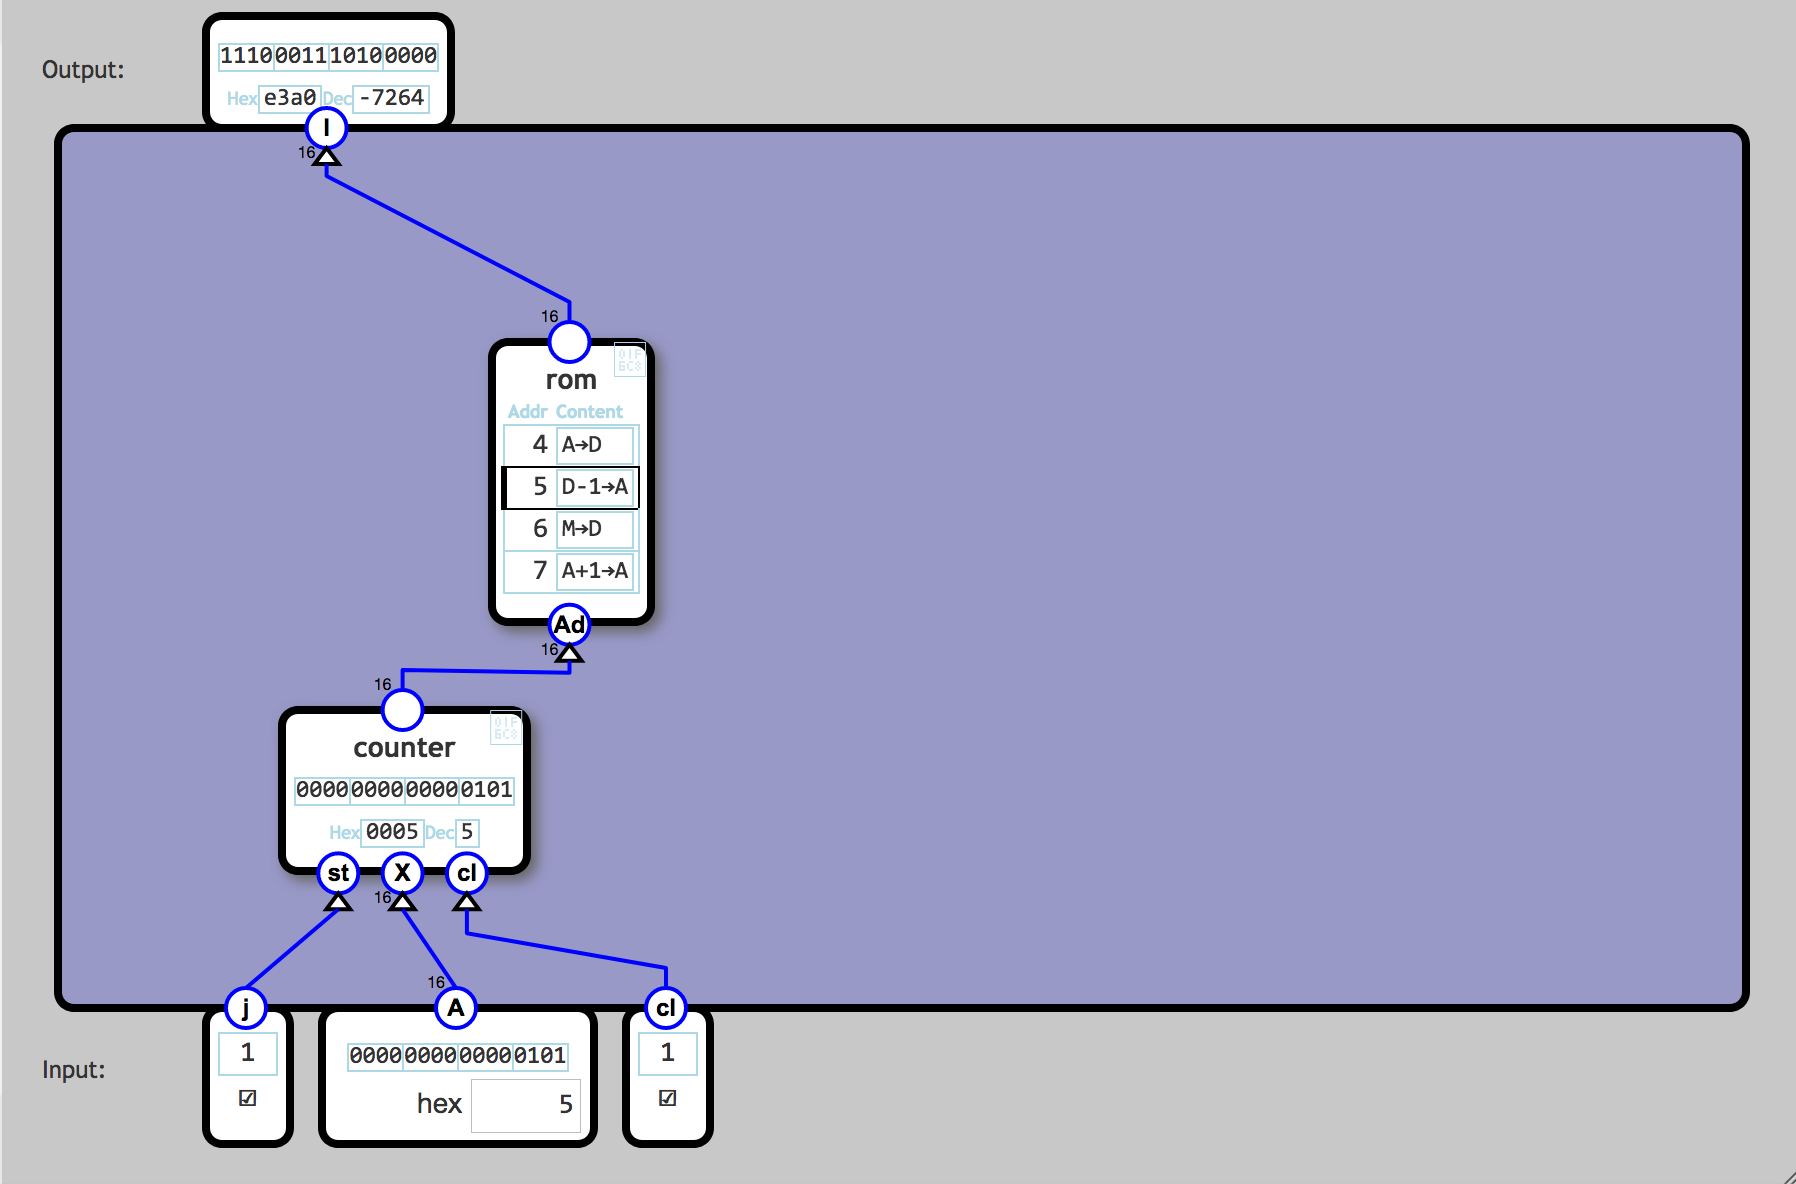 Output:
1110001110100000
Hex e3a0 Dec -7264
I
16
16
rom
Addr Content
4 A→D
5 D-1→A
6 M→D
7 A+1→A
Ad
16
16
counter
0000000000000101
Hex 0005 Dec 5
st X cl
16
16
j A cl
Input:
1 0000000000000101 1
hex 5